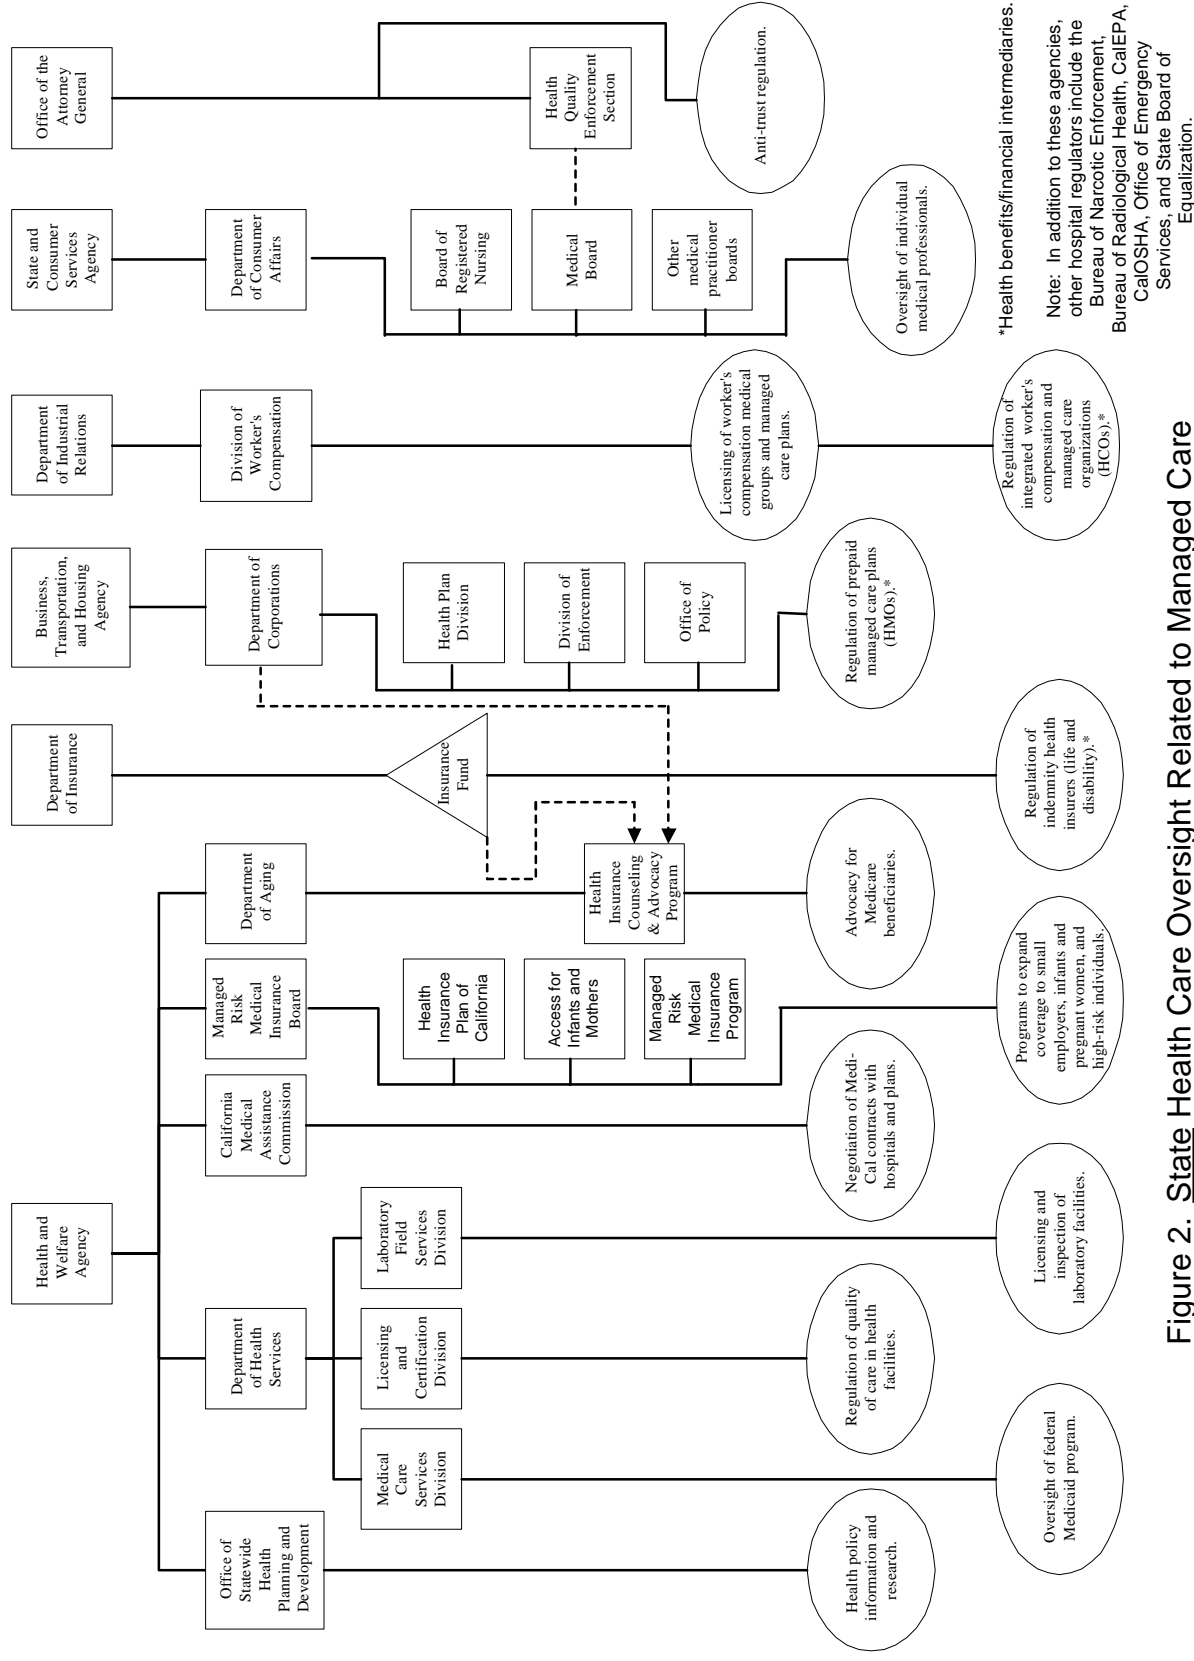 Health and
Welfare
Agency
Department
of Insurance
Business,
Transportation,
and Housing
Agency
Department
of Industrial
Relations
State and
Consumer
Services
Agency
Office of the
Attorney
General
Office of
Statewide
Health
Planning and
Development
Department
of Health
Services
California
Medical
Assistance
Commission
Managed
Risk
Medical
Insurance
Board
Department
of Aging
Department of
Corporations
Division of
Worker's
Compensation
Department
of Consumer
Affairs
Medical
Care
Services
Division
Licensing
and
Certification
Division
Laboratory
Field
Services
Division
Health
Insurance
Plan of
California
Access for
Infants and
Mothers
Managed
Risk
Medical
Insurance
Program
Insurance
Fund
Health
Insurance
Counseling
& Advocacy
Program
Health Plan
Division
Division of
Enforcement
Office of
Policy
Board of
Registered
Nursing
Medical
Board
Other
medical
practitioner
boards
Health
Quality
Enforcement
Section
Health policy
information and
research.
Oversight of federal
Medicaid program.
Regulation of quality
of care in health
facilities.
Licensing and
inspection of
laboratory facilities.
Negotiation of Medi-
Cal contracts with
hospitals and plans.
Programs to expand
coverage to small
employers, infants and
pregnant women, and
high-risk individuals.
Advocacy for
Medicare
beneficiaries.
Regulation of
indemnity health
insurers (life and
disability).*
Regulation of prepaid
managed care plans
(HMOs).*
Licensing of worker's
compensation medical
groups and managed
care plans.
Regulation of
integrated worker's
compensation and
managed care
organizations
(HCOs).*
Oversight of individual
medical professionals.
Anti-trust regulation.
*Health benefits/financial intermediaries.
Note: In addition to these agencies,
other hospital regulators include the
Bureau of Narcotic Enforcement,
Bureau of Radiological Health, CalEPA,
CalOSHA, Office of Emergency
Services, and State Board of
Equalization.
Figure 2. State Health Care Oversight Related to Managed Care